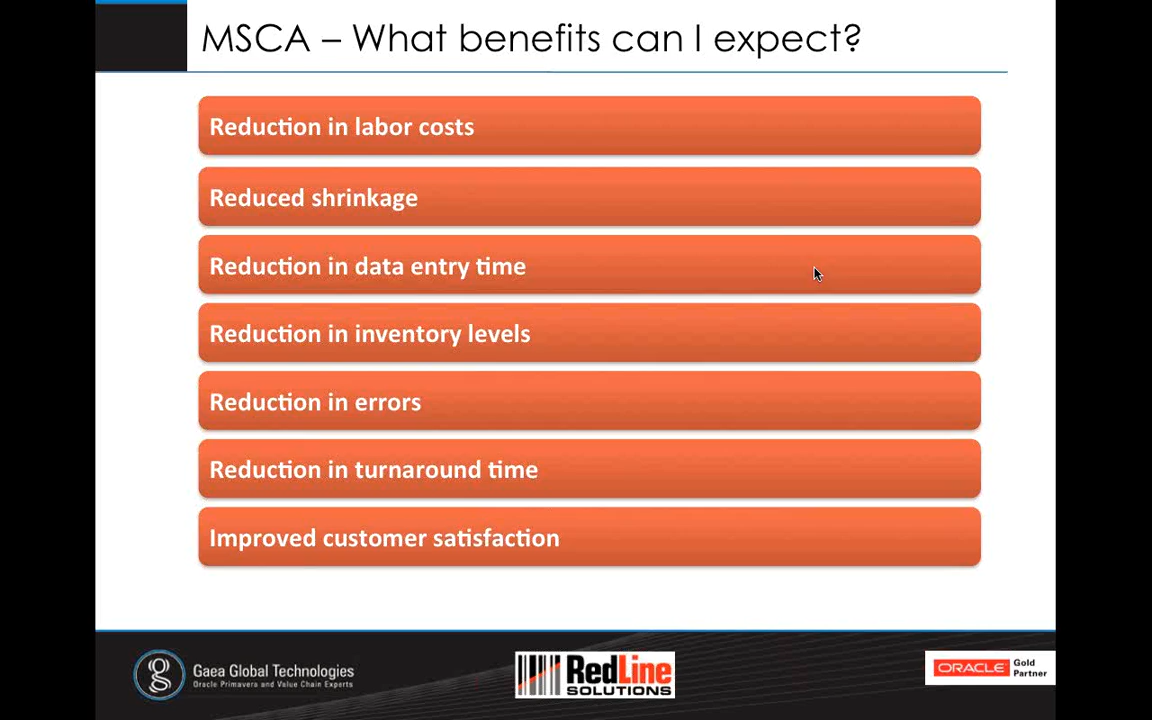 MSCA – What benefits can I expect?
Reduction in labor costs
Reduced shrinkage
Reduction in data entry time
Reduction in inventory levels
Reduction in errors
Reduction in turnaround time
Improved customer satisfaction
g
Gaea Global Technologies
Oracle Primavera and Value Chain Experts
RedLine
SOLUTIONS
ORACLE
Gold
Partner